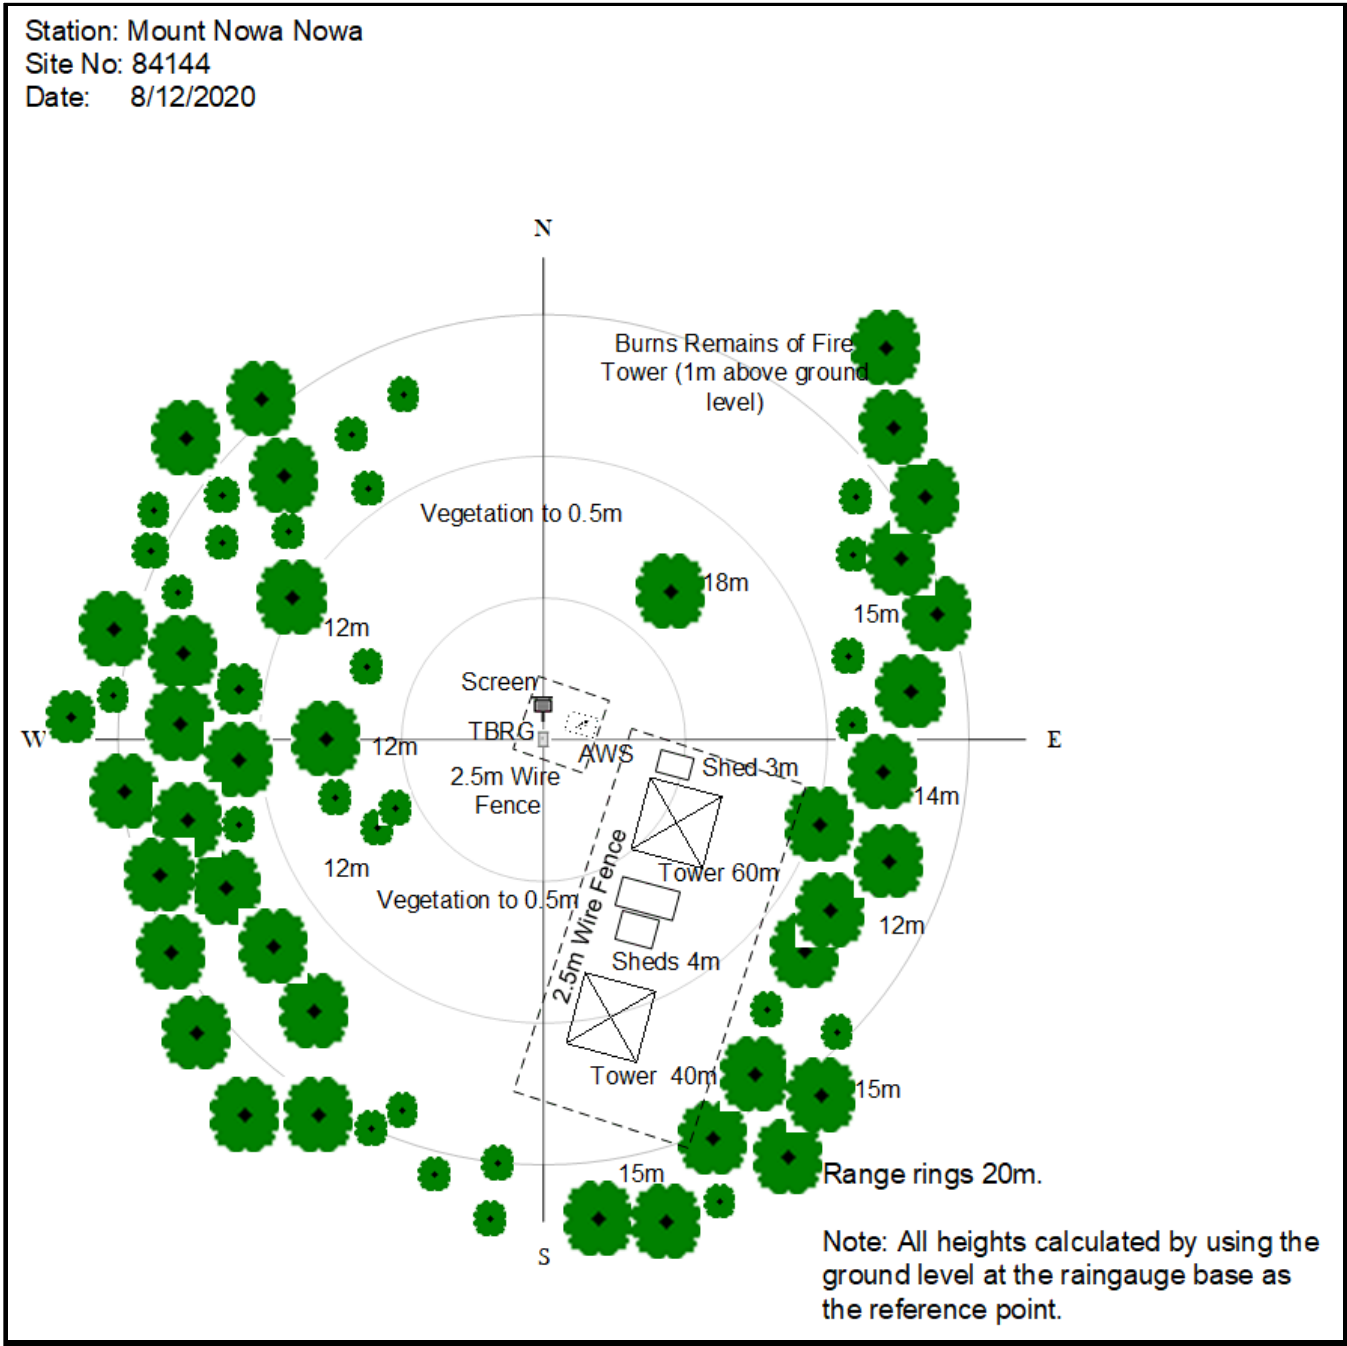 Station: Mount Nowa Nowa
Site No: 84144
Date: 8/12/2020
N
Burns Remains of Fire
Tower (1m above ground
level)
Vegetation to 0.5m
18m
15m
12m
Screen
W
TBRG
12m
AWS
E
2.5m Wire
Fence
Shed 3m
14m
12m
Tower 60m
Vegetation to 0.5m
2.5m Wire Fence
12m
Sheds 4m
Tower 40m
15m
15m
Range rings 20m.
S
Note: All heights calculated by using the
ground level at the raingauge base as
the reference point.